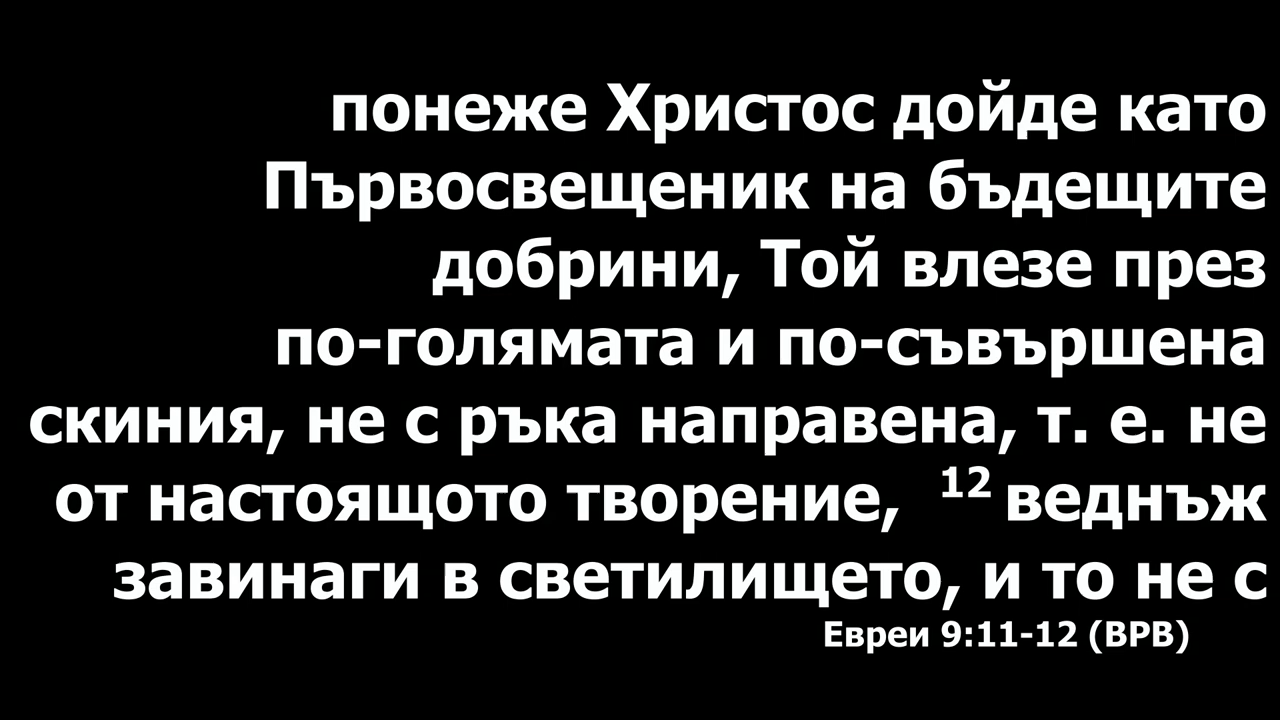 понеже Христос дойде като
Първосвещеник на бъдещите
добрини, Той влезе през
по-голямата и по-съвършена
скиния, не с ръка направена, т. е. не
от настоящото творение, 12 веднъж
завинаги в светилището, и то не с
Евреи 9:11-12 (ВРВ)